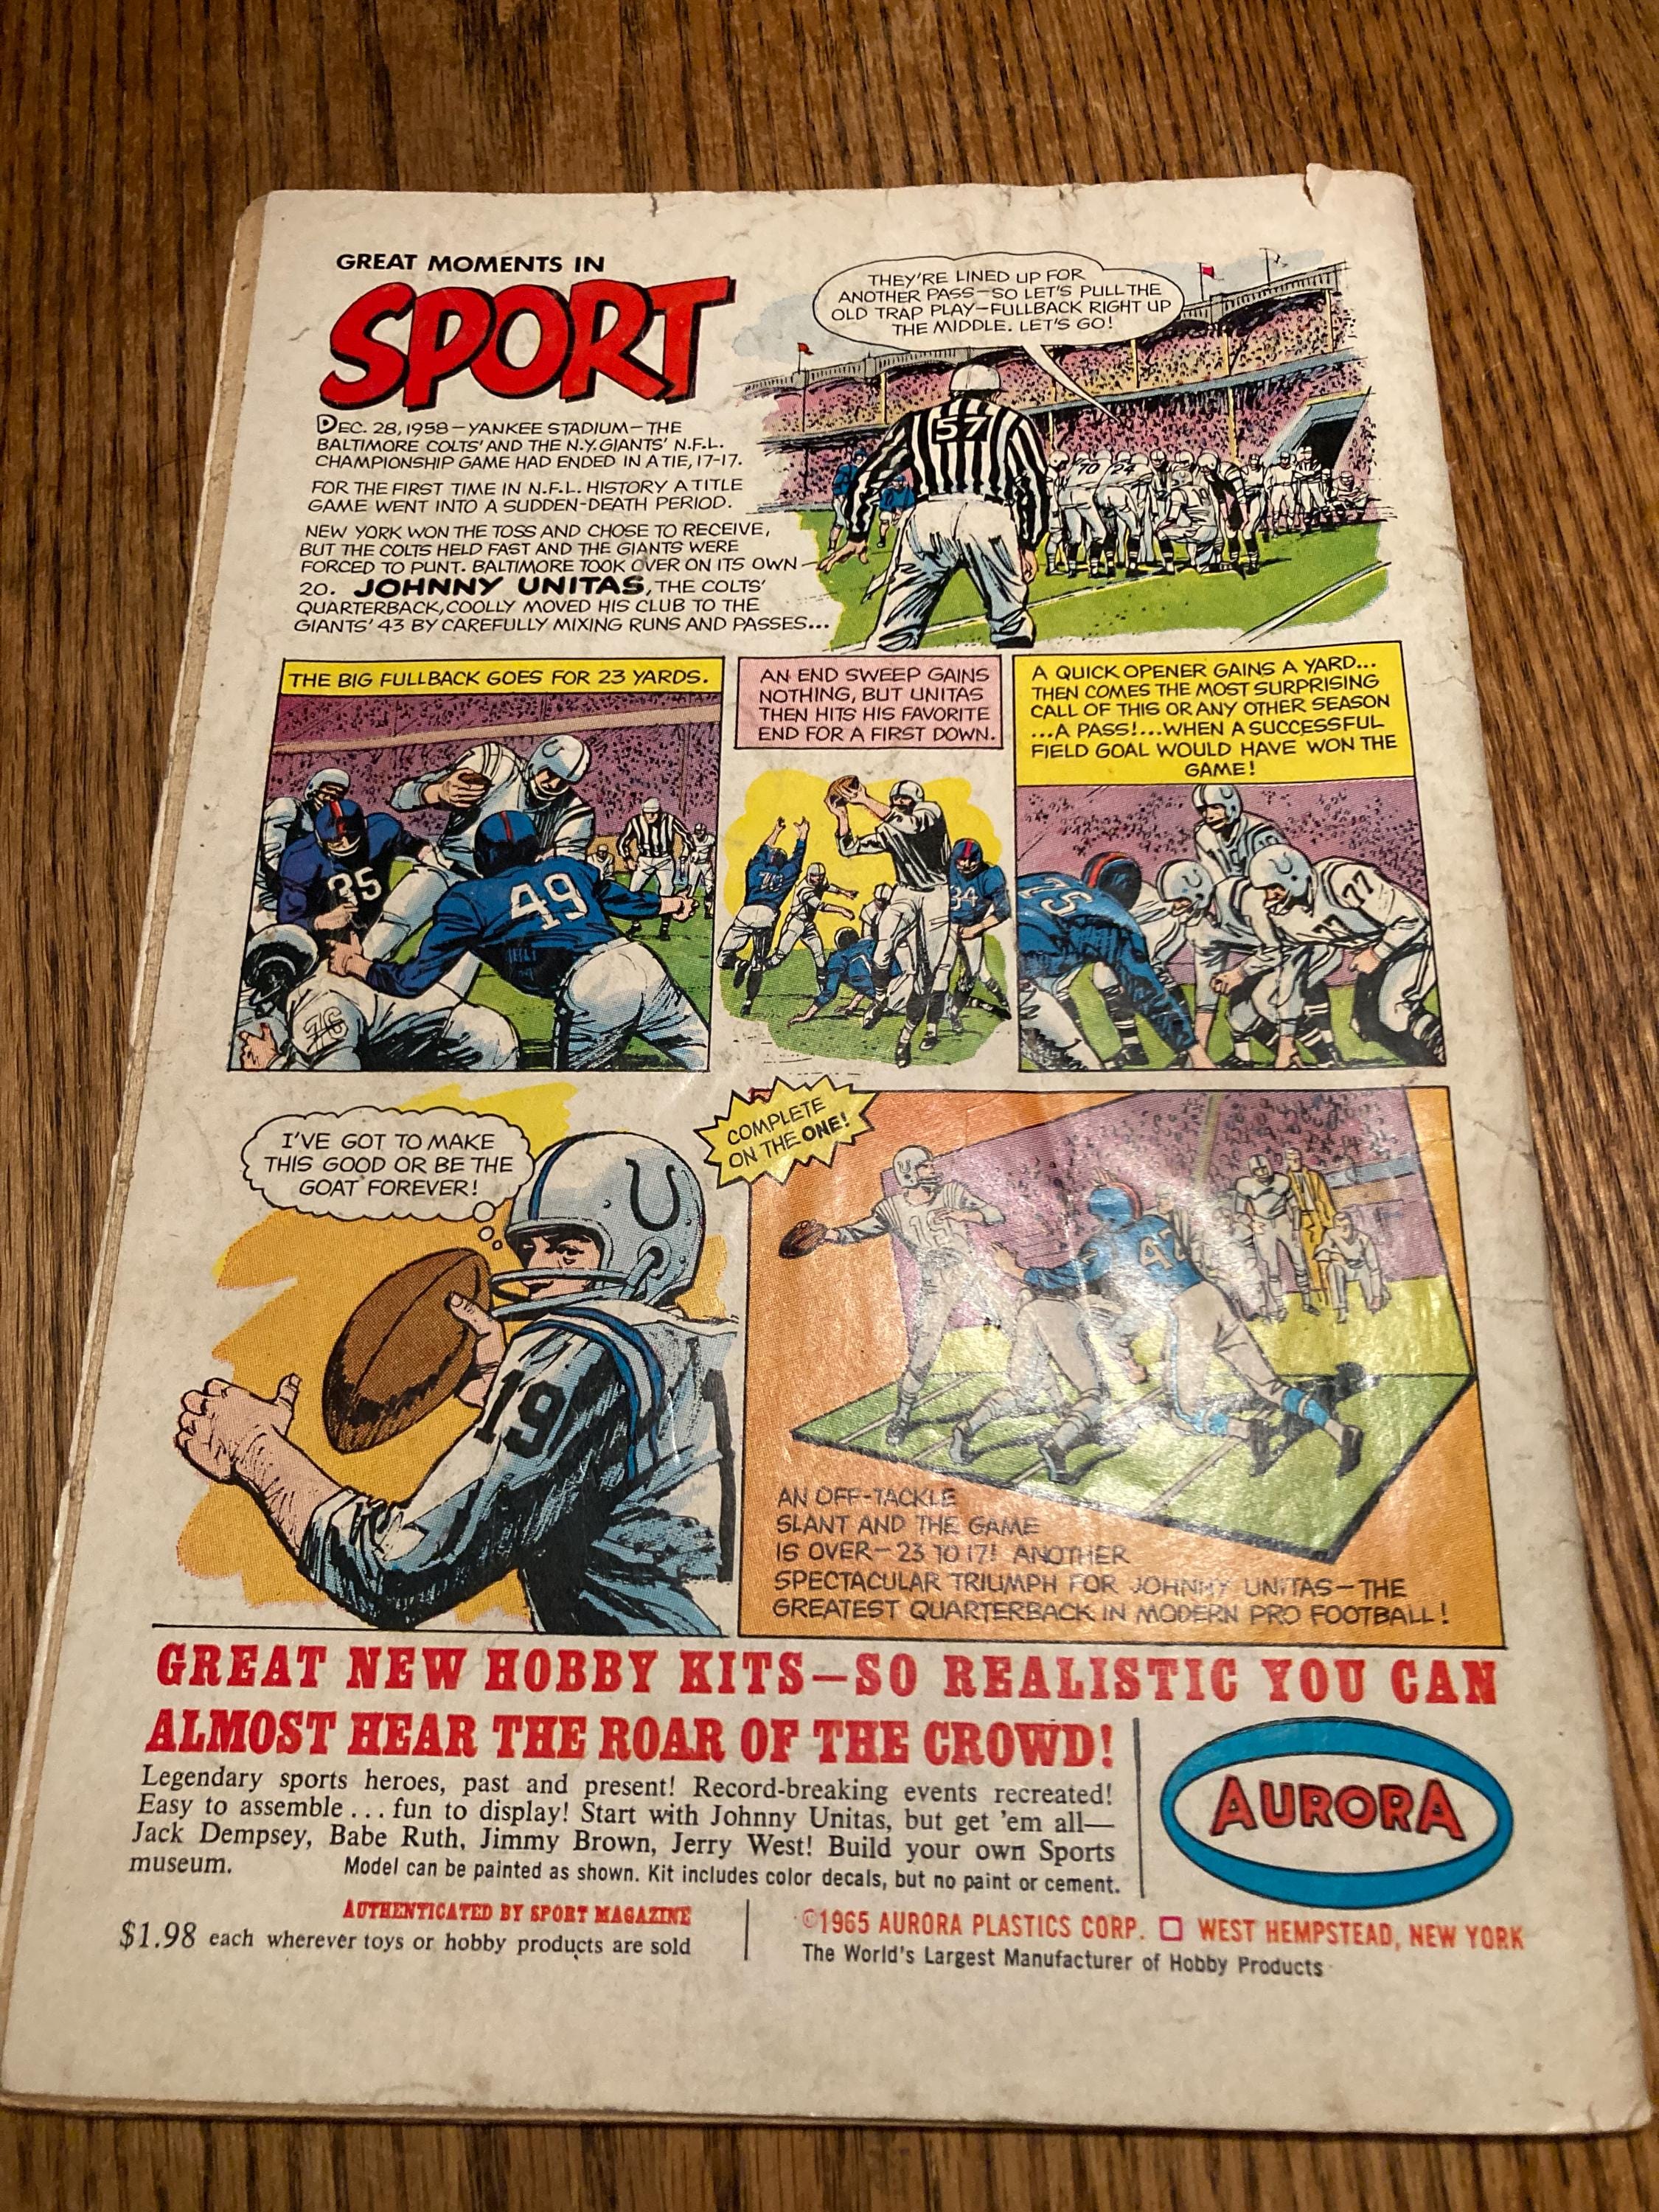 GREAT MOMENTS IN
SPORT
DEC. 28, 1958—YANKEE STADIUM—THE
BALTIMORE COLTS' AND THE N.Y. GIANTS' N.F.L.
CHAMPIONSHIP GAME HAD ENDED IN A TIE, 17-17.
FOR THE FIRST TIME IN N.F.L. HISTORY A TITLE
GAME WENT INTO A SUDDEN-DEATH PERIOD.
NEW YORK WON THE TOSS AND CHOSE TO RECEIVE,
BUT THE COLTS HELD FAST AND THE GIANTS WERE
FORCED TO PUNT. BALTIMORE TOOK OVER ON ITS OWN
20. JOHNNY UNITAS, THE COLTS'
QUARTERBACK, COOLLY MOVED HIS CLUB TO THE
GIANTS' 43 BY CAREFULLY MIXING RUNS AND PASSES...
THEY'RE LINED UP FOR
ANOTHER PASS—SO LET'S PULL THE
OLD TRAP PLAY—FULLBACK RIGHT UP
THE MIDDLE. LET'S GO!
57
70 24
THE BIG FULLBACK GOES FOR 23 YARDS.
35
49
76
AN END SWEEP GAINS
NOTHING, BUT UNITAS
THEN HITS HIS FAVORITE
END FOR A FIRST DOWN.
34
A QUICK OPENER GAINS A YARD...
THEN COMES THE MOST SURPRISING
CALL OF THIS OR ANY OTHER SEASON
...A PASS!...WHEN A SUCCESSFUL
FIELD GOAL WOULD HAVE WON THE
GAME!
75
77
77
I'VE GOT TO MAKE
THIS GOOD OR BE THE
GOAT FOREVER!
19
COMPLETE
ON THE ONE!
AN OFF-TACKLE
SLANT AND THE GAME
IS OVER—23 TO 17! ANOTHER
SPECTACULAR TRIUMPH FOR JOHNNY UNITAS—THE
GREATEST QUARTERBACK IN MODERN PRO FOOTBALL!
GREAT NEW HOBBY KITS—SO REALISTIC YOU CAN
ALMOST HEAR THE ROAR OF THE CROWD!
Legendary sports heroes, past and present! Record-breaking events recreated!
Easy to assemble ... fun to display! Start with Johnny Unitas, but get 'em all—
Jack Dempsey, Babe Ruth, Jimmy Brown, Jerry West! Build your own Sports
museum. Model can be painted as shown. Kit includes color decals, but no paint or cement.
AURORA
AUTHENTICATED BY SPORT MAGAZINE
$1.98 each wherever toys or hobby products are sold
©1965 AURORA PLASTICS CORP. □ WEST HEMPSTEAD, NEW YORK
The World's Largest Manufacturer of Hobby Products